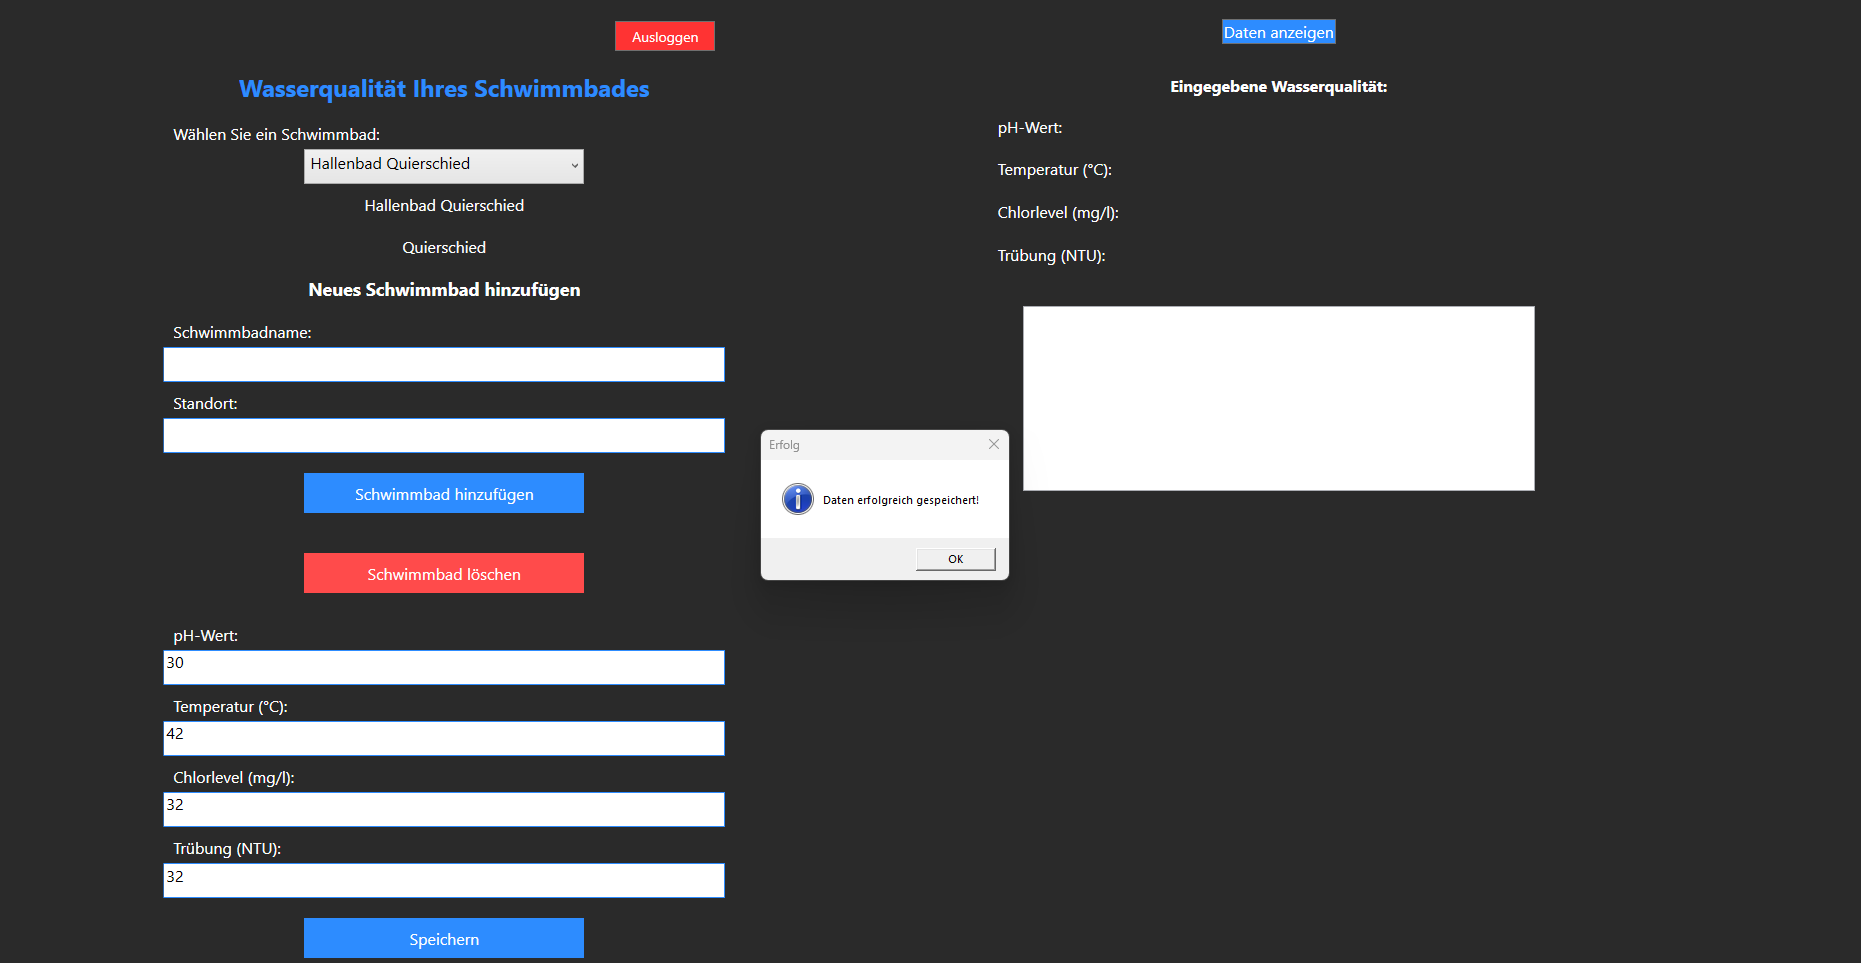 Ausloggen
Wasserqualität Ihres Schwimmbades
Wählen Sie ein Schwimmbad:
Hallenbad Quierschied
Hallenbad Quierschied
Quierschied
Neues Schwimmbad hinzufügen
Schwimmbadname:
Standort:
Schwimmbad hinzufügen
Schwimmbad löschen
pH-Wert:
30
Temperatur (°C):
42
Chlorlevel (mg/l):
32
Trübung (NTU):
32
Speichern
Erfolg
Daten erfolgreich gespeichert!
OK
Daten anzeigen
Eingegebene Wasserqualität:
pH-Wert:
Temperatur (°C):
Chlorlevel (mg/l):
Trübung (NTU):